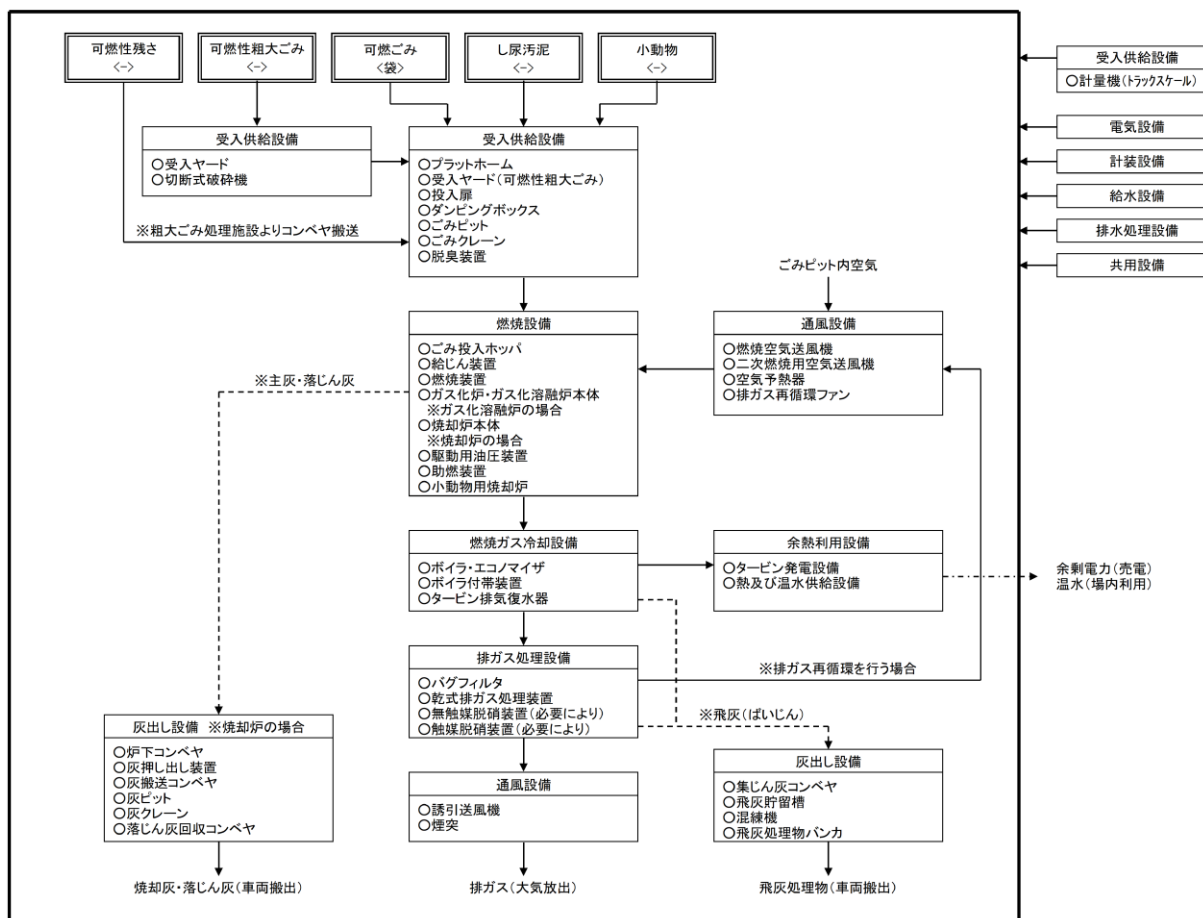 可燃性残さ
<->
可燃性粗大ごみ
<->
可燃ごみ
<袋>
し尿汚泥
<->
小動物
<->
受入供給設備
○計量機(トラックスケール)
電気設備
計装設備
給水設備
排水処理設備
共用設備
受入供給設備
○受入ヤード
○切断式破砕機
※粗大ごみ処理施設よりコンベヤ搬送
受入供給設備
○プラットホーム
○受入ヤード(可燃性粗大ごみ)
○投入扉
○ダンピングボックス
○ごみピット
○ごみクレーン
○脱臭装置
ごみピット内空気
燃焼設備
○ごみ投入ホッパ
○給じん装置
○燃焼装置
○ガス化炉・ガス化溶融炉本体
※ガス化溶融炉の場合
○焼却炉本体
※焼却炉の場合
○駆動用油圧装置
○助燃装置
○小動物用焼却炉
通風設備
○燃焼空気送風機
○二次燃焼用空気送風機
○空気予熱器
○排ガス再循環ファン
※主灰・落じん灰
燃焼ガス冷却設備
○ボイラ・エコノマイザ
○ボイラ付帯装置
○タービン排気復水器
余熱利用設備
○タービン発電設備
○熱及び温水供給設備
余剰電力(売電)
温水(場内利用)
排ガス処理設備
○バグフィルタ
○乾式排ガス処理装置
○無触媒脱硝装置(必要により)
○触媒脱硝装置(必要により)
※排ガス再循環を行う場合
※飛灰(ばいじん)
灰出し設備 ※焼却炉の場合
○炉下コンベヤ
○灰押し出し装置
○灰搬送コンベヤ
○灰ピット
○灰クレーン
○落じん灰回収コンベヤ
通風設備
○誘引送風機
○煙突
灰出し設備
○集じん灰コンベヤ
○飛灰貯留槽
○混練機
○飛灰処理物バンカ
焼却灰・落じん灰(車両搬出)
排ガス(大気放出)
飛灰処理物(車両搬出)